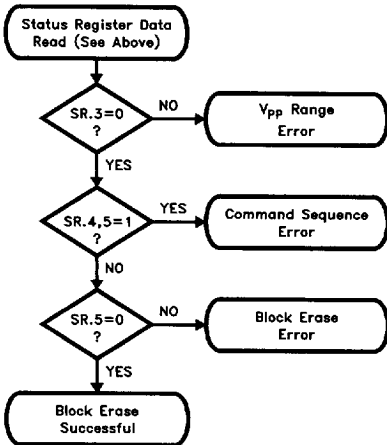 Status Register Data
Read (See Above)
SR.3=0
?
NO
VPP Range
Error
YES
SR.4,5=1
?
YES
Command Sequence
Error
NO
SR.5=0
?
NO
Block Erase
Error
YES
Block Erase
Successful